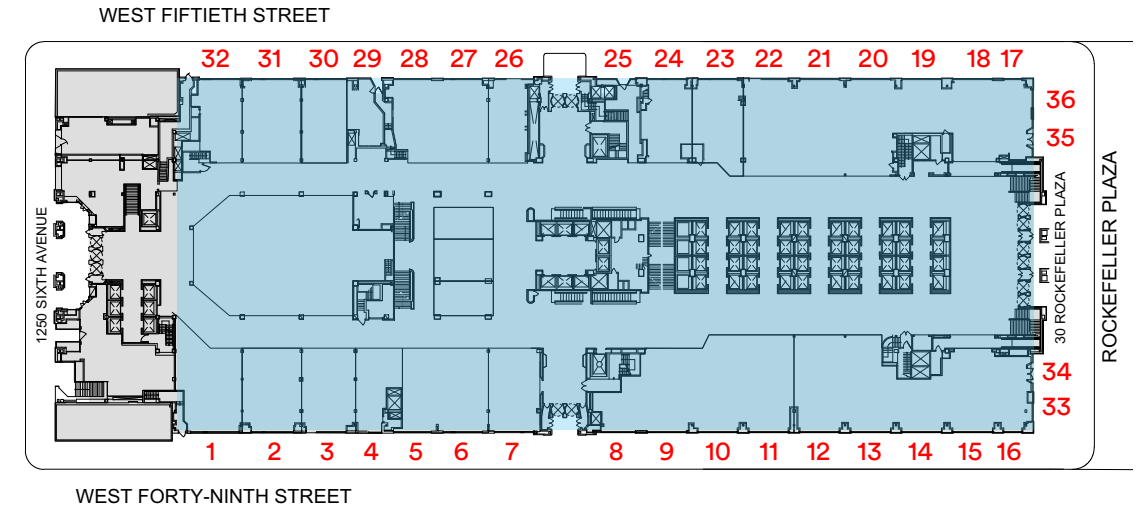 WEST FIFTIETH STREET
32 31 30 29 28 27 26 25 24 23 22 21 20 19 18 17
36
35
1250 SIXTH AVENUE
30 ROCKEFELLER PLAZA
ROCKEFELLER PLAZA
34
33
1 2 3 4 5 6 7 8 9 10 11 12 13 14 15 16
WEST FORTY-NINTH STREET